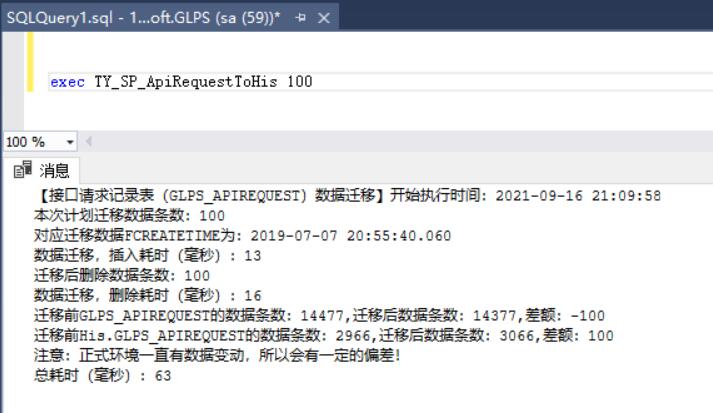 SQLQuery1.sql - 1...oft.GLPS (sa (59))*
exec TY_SP_ApiRequestToHis 100
100 %
消息
【接口请求记录表（GLPS_APIREQUEST）数据迁移】开始执行时间：2021-09-16 21:09:58
本次计划迁移数据条数：100
对应迁移数据FCREATETIME为：2019-07-07 20:55:40.060
数据迁移，插入耗时（毫秒）：13
迁移后删除数据条数：100
数据迁移，删除耗时（毫秒）：16
迁移前GLPS_APIREQUEST的数据条数：14477,迁移后数据条数：14377,差额：-100
迁移前His.GLPS_APIREQUEST的数据条数：2966,迁移后数据条数：3066,差额：100
注意：正式环境一直有数据变动，所以会有一定的偏差！
总耗时（毫秒）：63